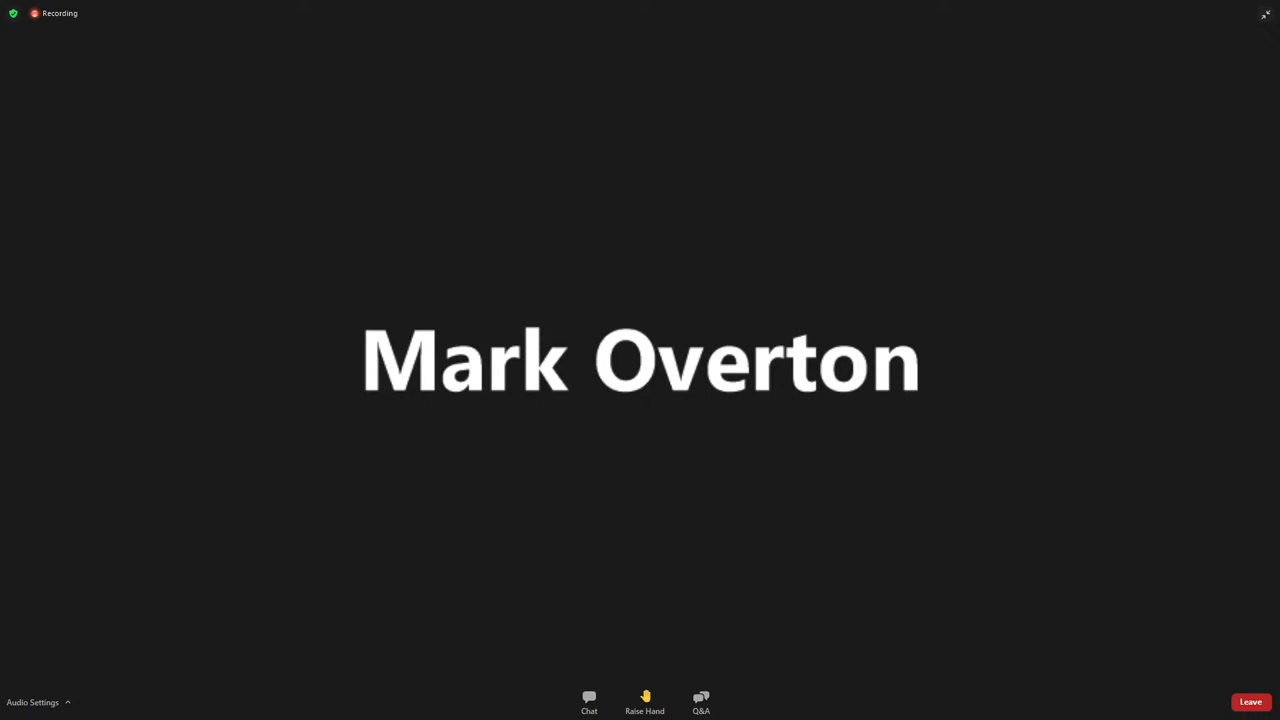 Recording
Mark Overton
Audio Settings
Chat
Raise Hand
Q&A
Leave